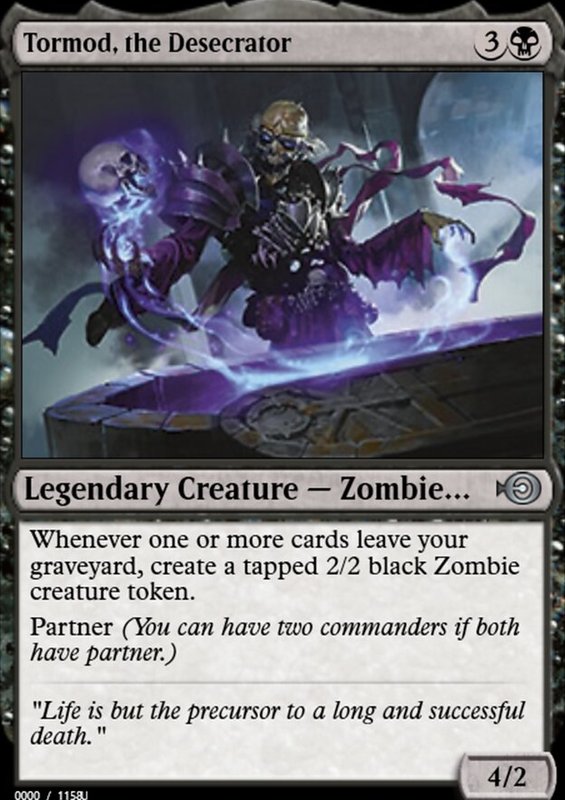 Tormod, the Desecrator
3
Legendary Creature — Zombie...
Whenever one or more cards leave your
graveyard, create a tapped 2/2 black Zombie
creature token.
Partner (You can have two commanders if both
have partner.)
"Life is but the precursor to a long and successful
death."
4/2
0000 / 1158U